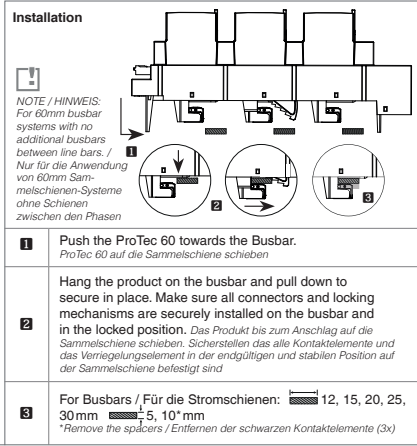 Installation
NOTE / HINWEIS:
For 60mm busbar
systems with no
additional busbars
between line bars. /
Nur für die Anwendung
von 60mm Sam-
melschienen-Systeme
ohne Schienen
zwischen den Phasen
1
2
3
1
Push the ProTec 60 towards the Busbar.
ProTec 60 auf die Sammelschiene schieben
2
Hang the product on the busbar and pull down to
secure in place. Make sure all connectors and locking
mechanisms are securely installed on the busbar and
in the locked position. Das Produkt bis zum Anschlag auf die
Sammelschiene schieben. Sicherstellen das alle Kontaktelemente und
das Verriegelungselement in der endgültigen und stabilen Position auf
der Sammelschiene befestigt sind
3
For Busbars / Für die Stromschienen: 12, 15, 20, 25,
30 mm 5, 10*mm
*Remove the spacers / Entfernen der schwarzen Kontaktelemente (3x)